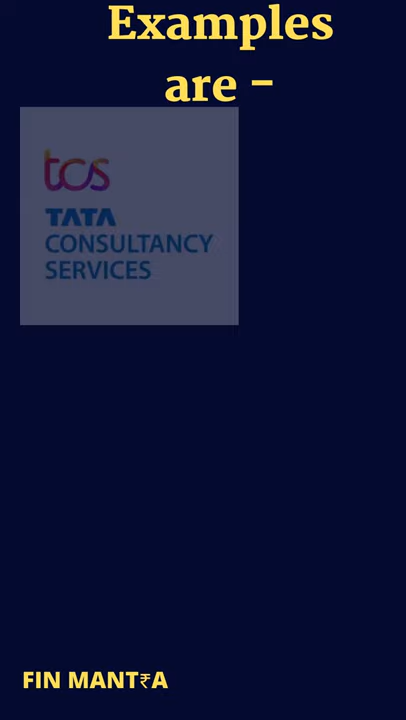 Examples
are -
tcs
TATA
CONSULTANCY
SERVICES
FIN MANT₹A